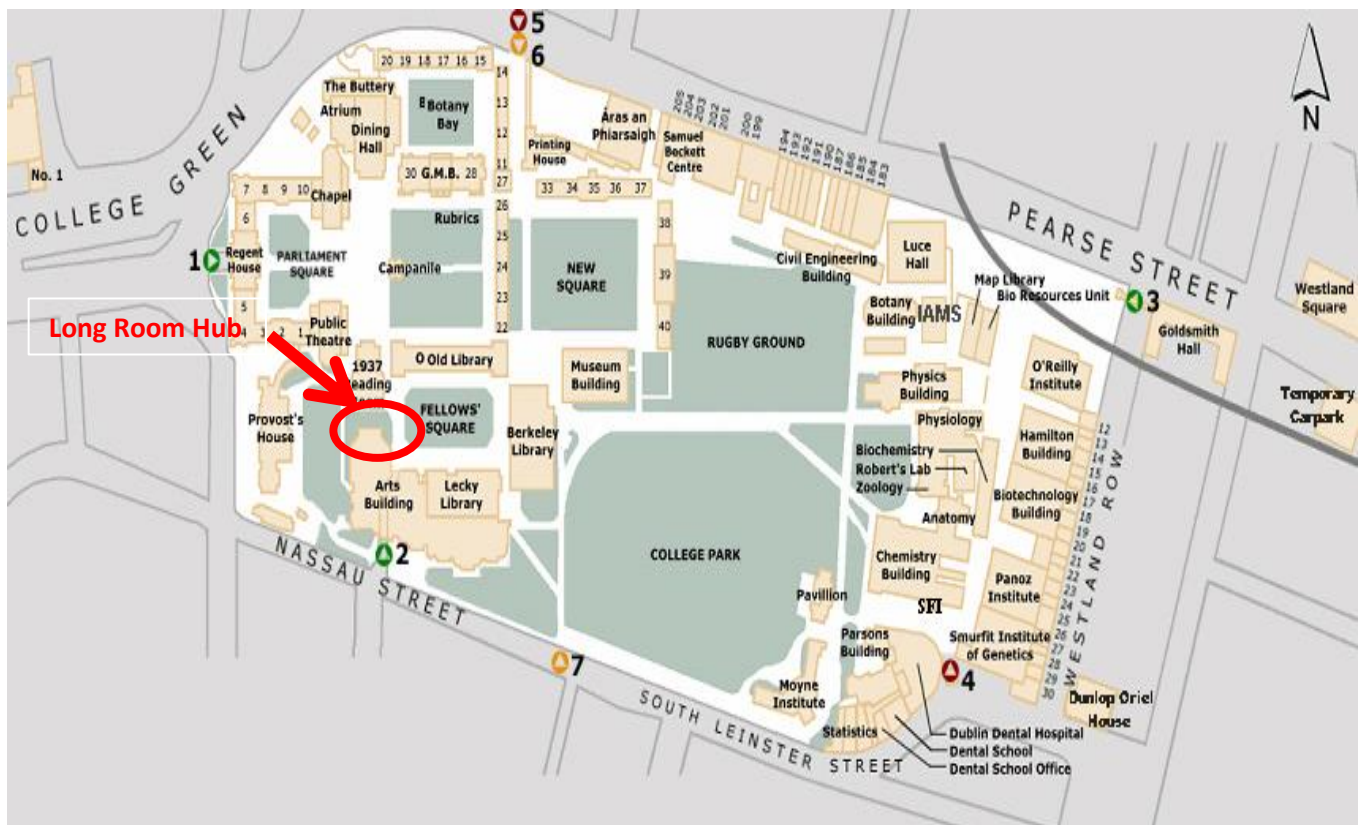 5
6
20 19 18 17 16 15
14
13
12
11
27
The Buttery
Atrium
Dining
Hall
Botany
Bay
Printing
House
Áras an
Phiarsaigh
Samuel
Beckett
Centre
205
204
203
202
201
200
199
194
193
192
191
190
187
186
185
184
183
N
No. 1
COLLEGE GREEN
7 8 9 10
Chapel
30 G.M.B. 28
33 34 35 36 37
6
1
Regent
House
PARLIAMENT
SQUARE
Campanile
Rubrics
26
25
24
23
22
NEW
SQUARE
38
39
40
RUGBY GROUND
Civil Engineering
Building
Luce
Hall
Map Library
Bio Resources Unit
Botany
Building
IAMS
PEARSE STREET
3
Goldsmith
Hall
Westland
Square
Temporary
Carpark
Long Room Hub
5
4 3 2 1
Public
Theatre
1937
Old Library
Museum
Building
Physics
Building
O'Reilly
Institute
Provost's
House
FELLOWS'
SQUARE
Berkeley
Library
Physiology
Biochemistry
Robert's Lab
Zoology
Anatomy
Hamilton
Building
Biotechnology
Building
12
13
14
15
16
17
18
19
20
21
22
23
24
25
26
27
28
29
30
WESTLAND ROW
Arts
Building
Lecky
Library
2
NASSAU STREET
COLLEGE PARK
Chemistry
Building
SFI
Panoz
Institute
Pavillion
Parsons
Building
Smurfit Institute
of Genetics
4
7
Moyne
Institute
Statistics
SOUTH LEINSTER STREET
Dunlop Oriel
House
Dublin Dental Hospital
Dental School
Dental School Office